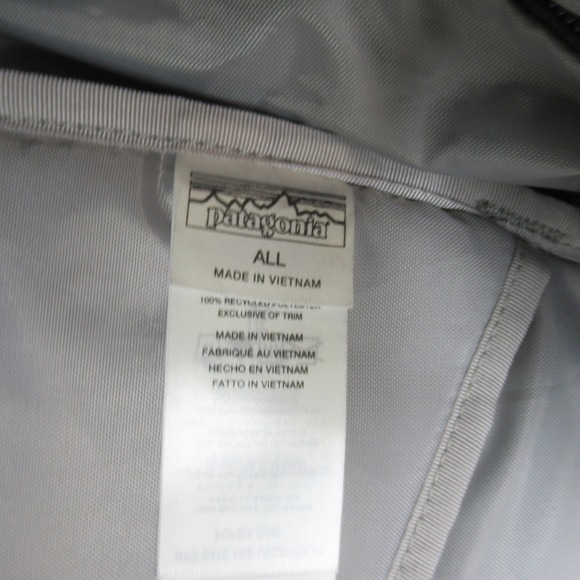 patagonia
ALL
MADE IN VIETNAM
100% RECYCLED POLYESTER
EXCLUSIVE OF TRIM
MADE IN VIETNAM
FABRIQUÉ AU VIETNAM
HECHO EN VIETNAM
FATTO IN VIETNAM